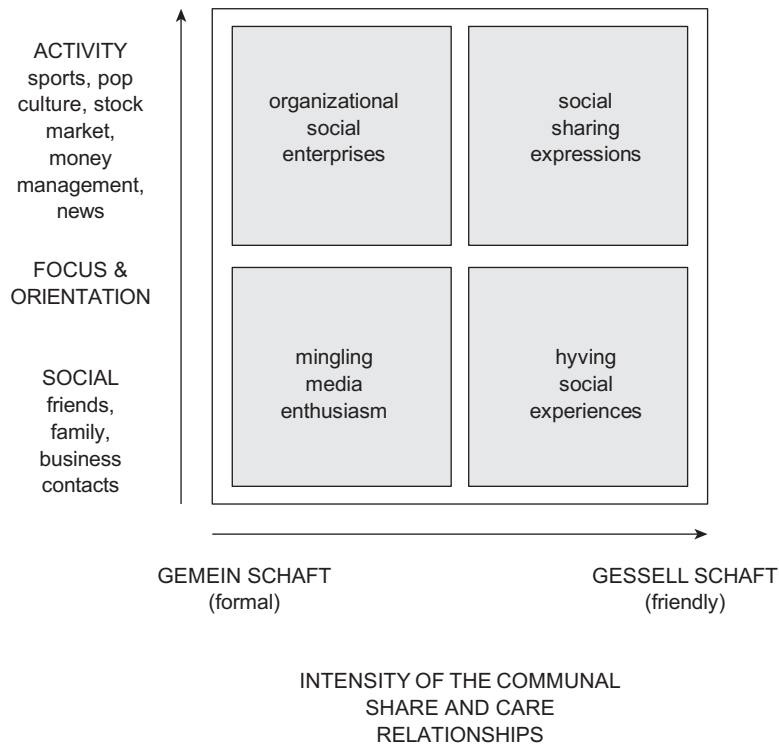 ACTIVITY
sports, pop
culture, stock
market,
money
management,
news
FOCUS &
ORIENTATION
SOCIAL
friends,
family,
business
contacts
organizational
social
enterprises
social
sharing
expressions
mingling
media
enthusiasm
hyving
social
experiences
GEMEIN SCHAFT
(formal)
GESSELL SCHAFT
(friendly)
INTENSITY OF THE COMMUNAL
SHARE AND CARE
RELATIONSHIPS